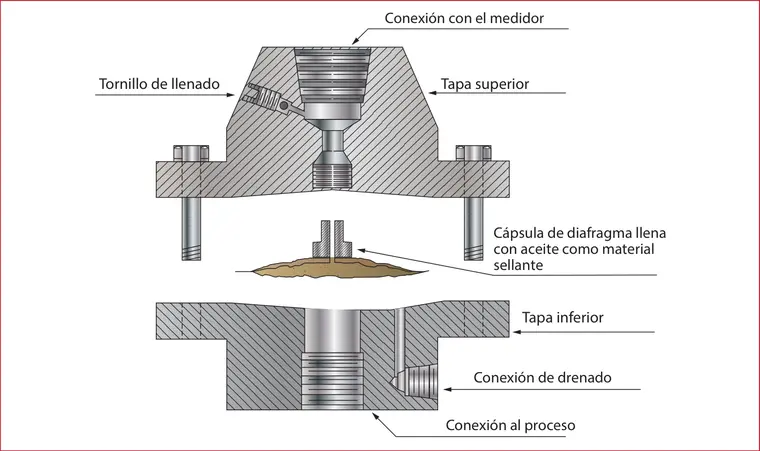 Conexión con el medidor
Tornillo de llenado
Tapa superior
Cápsula de diafragma llena
con aceite como material
sellante
Tapa inferior
Conexión de drenado
Conexión al proceso